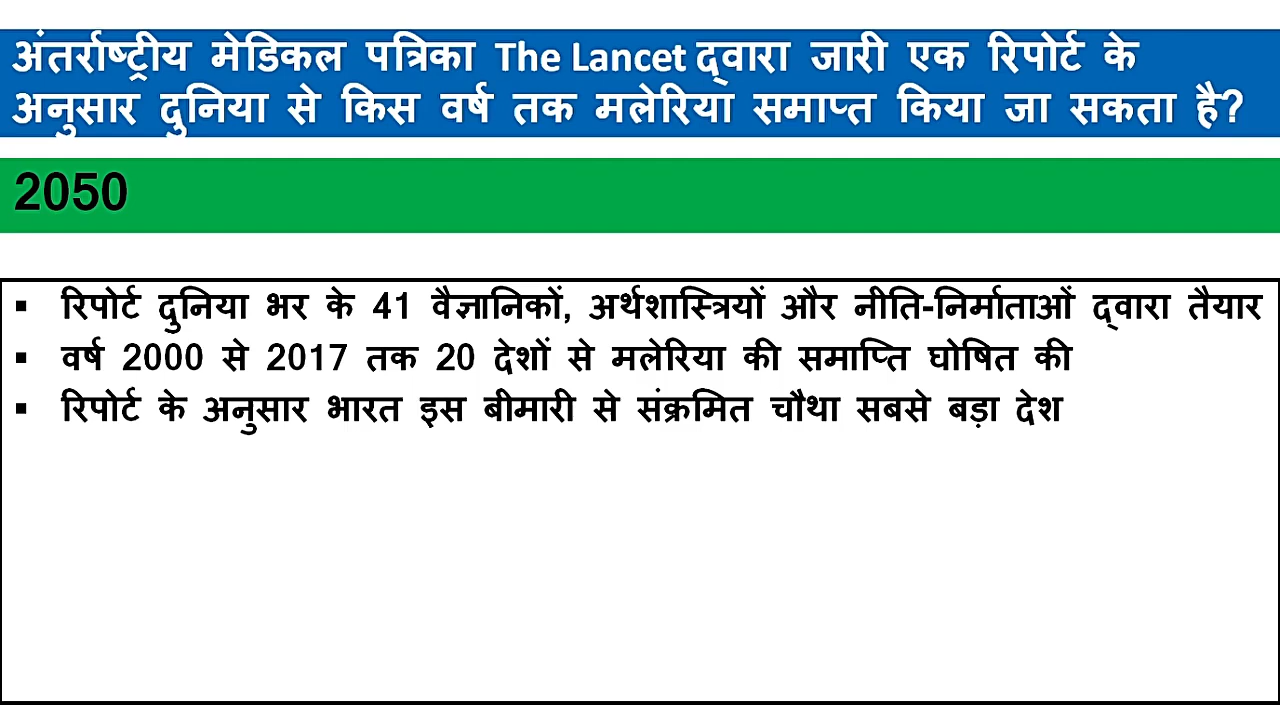 अंतर्राष्ट्रीय मेडिकल पत्रिका The Lancet द्वारा जारी एक रिपोर्ट के
अनुसार दुनिया से किस वर्ष तक मलेरिया समाप्त किया जा सकता है?
2050
▪ रिपोर्ट दुनिया भर के 41 वैज्ञानिकों, अर्थशास्त्रियों और नीति-निर्माताओं द्वारा तैयार
▪ वर्ष 2000 से 2017 तक 20 देशों से मलेरिया की समाप्ति घोषित की
▪ रिपोर्ट के अनुसार भारत इस बीमारी से संक्रमित चौथा सबसे बड़ा देश